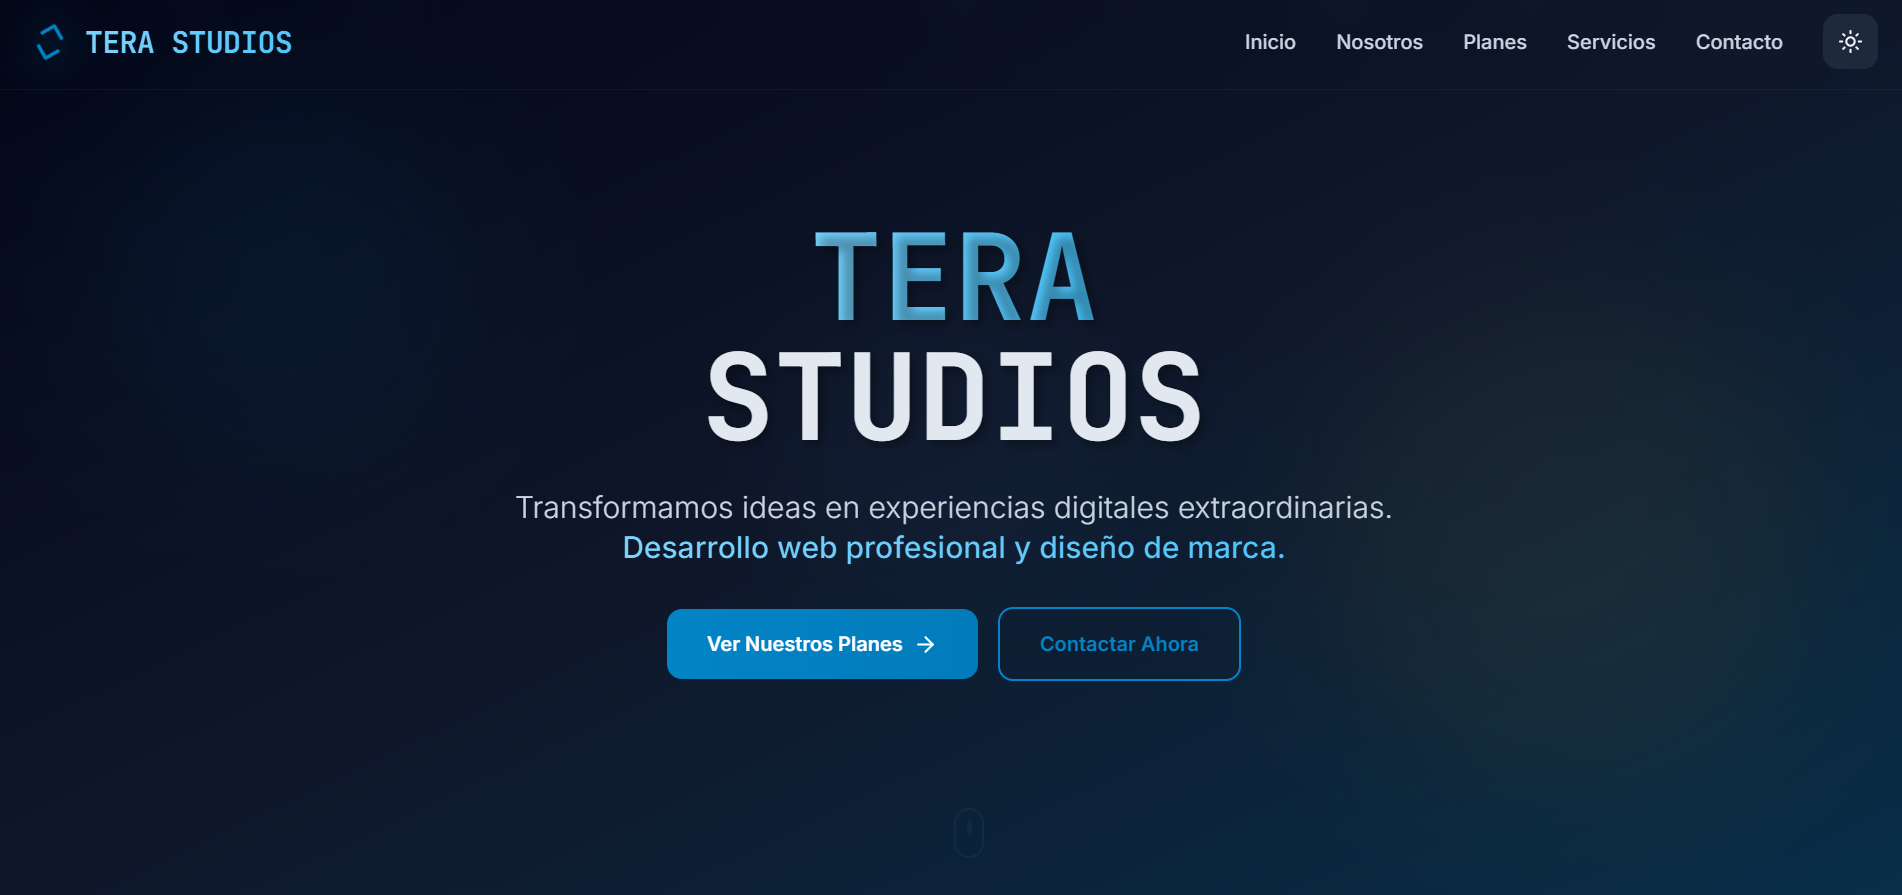 TERA STUDIOS
Inicio Nosotros Planes Servicios Contacto
TERA
STUDIOS
Transformamos ideas en experiencias digitales extraordinarias.
Desarrollo web profesional y diseño de marca.
Ver Nuestros Planes →
Contactar Ahora